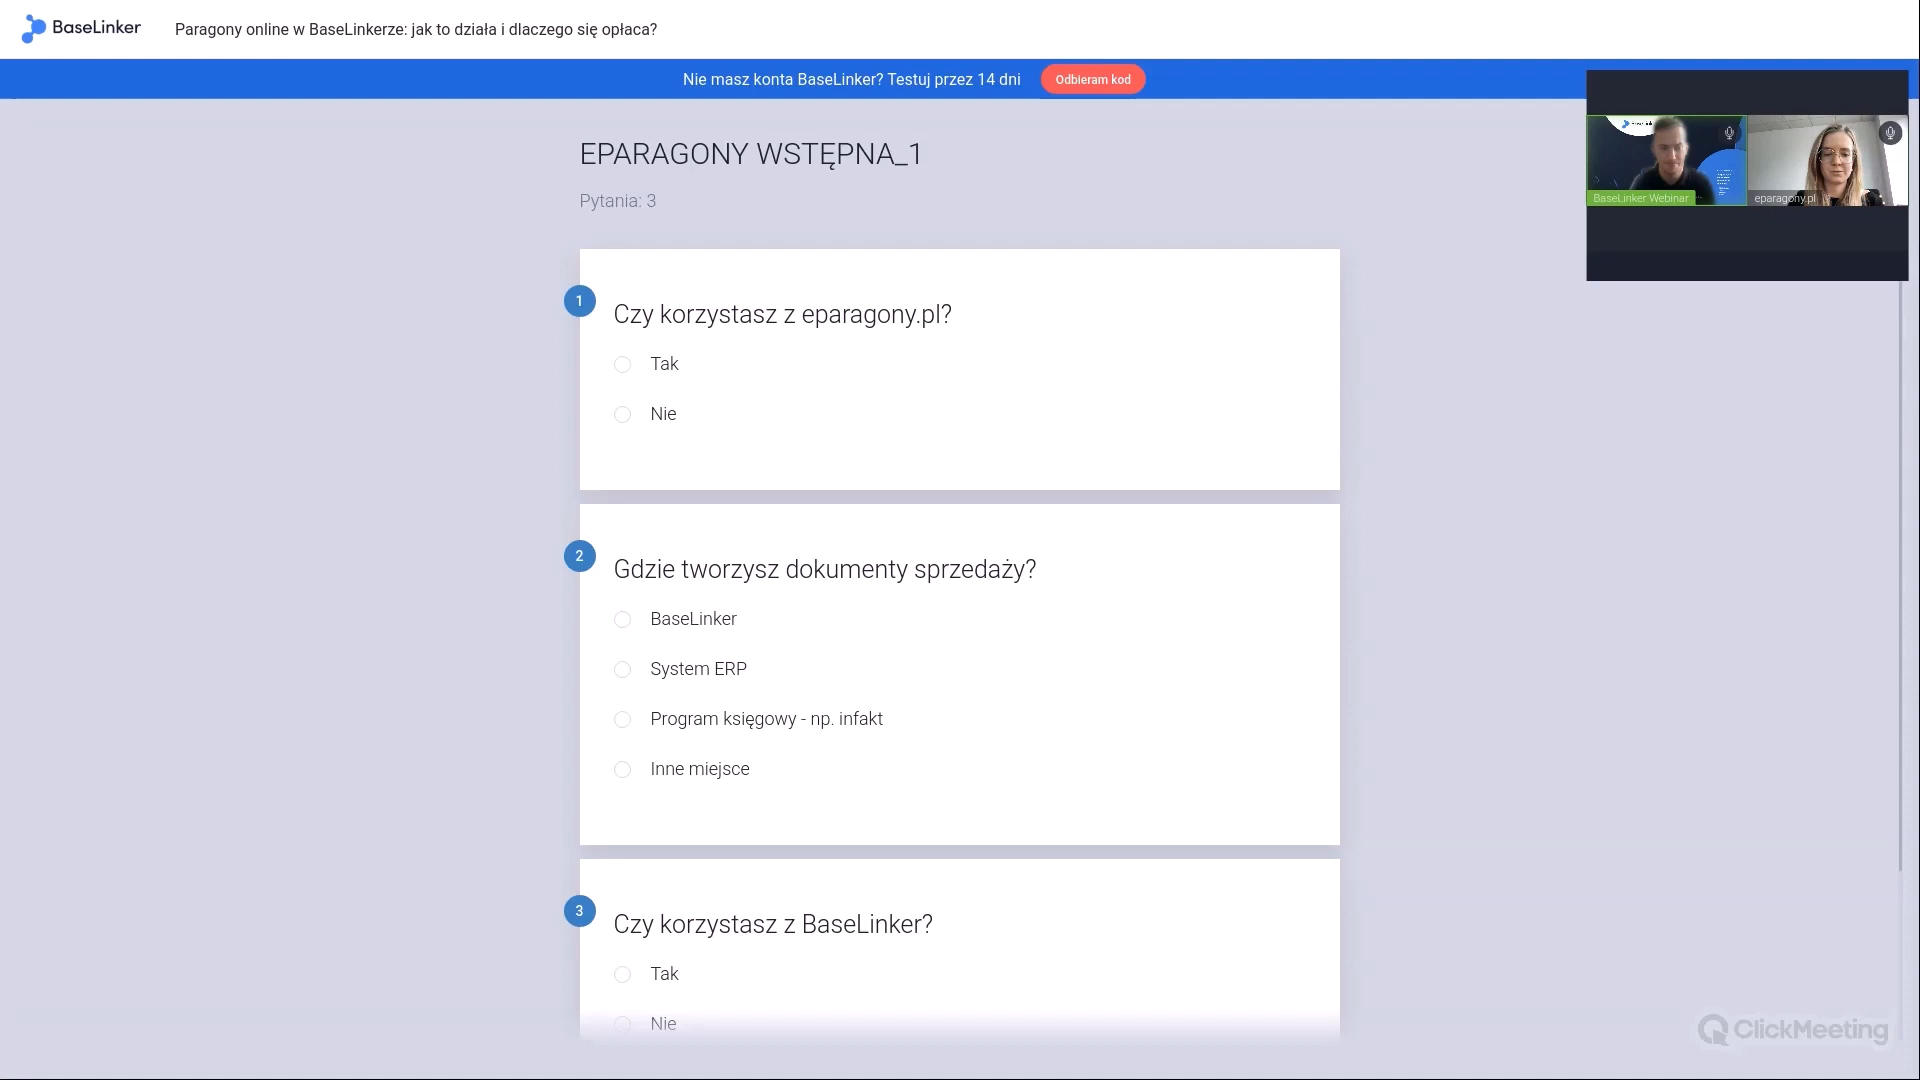 BaseLinker
Paragony online w BaseLinkerze: jak to działa i dlaczego się opłaca?
Nie masz konta BaseLinker? Testuj przez 14 dni
Odbieram kod
BaseLinker Webinar
eparagony.pl
EPARAGONY WSTĘPNA_1
Pytania: 3
1
Czy korzystasz z eparagony.pl?
Tak
Nie
2
Gdzie tworzysz dokumenty sprzedaży?
BaseLinker
System ERP
Program księgowy - np. infakt
Inne miejsce
3
Czy korzystasz z BaseLinker?
Tak
Nie
ClickMeeting